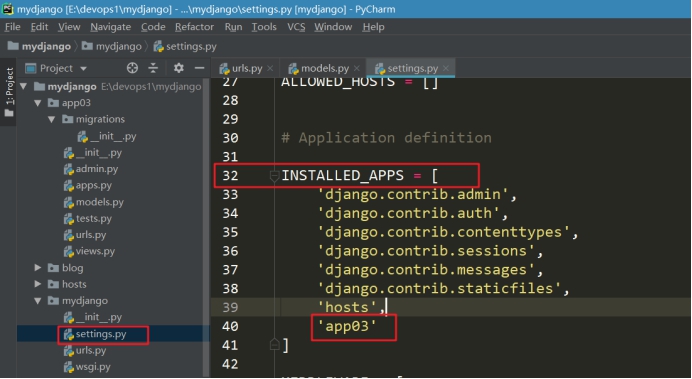 mydjango [E:\devops1\mydjango] - ...\mydjango\settings.py [mydjango] - PyCharm
File Edit View Navigate Code Refactor Run Tools VCS Window Help
mydjango mydjango settings.py
1: Project
Project
urls.py models.py settings.py
mydjango E:\devops1\mydjango
app03
migrations
__init__.py
__init__.py
admin.py
apps.py
models.py
tests.py
urls.py
views.py
blog
hosts
mydjango
__init__.py
settings.py
urls.py
wsgi.py
27 ALLOWED_HOSTS = []
28
29
30 # Application definition
31
32 INSTALLED_APPS = [
33 'django.contrib.admin',
34 'django.contrib.auth',
35 'django.contrib.contenttypes',
36 'django.contrib.sessions',
37 'django.contrib.messages',
38 'django.contrib.staticfiles',
39 'hosts',
40 'app03'
41 ]
42